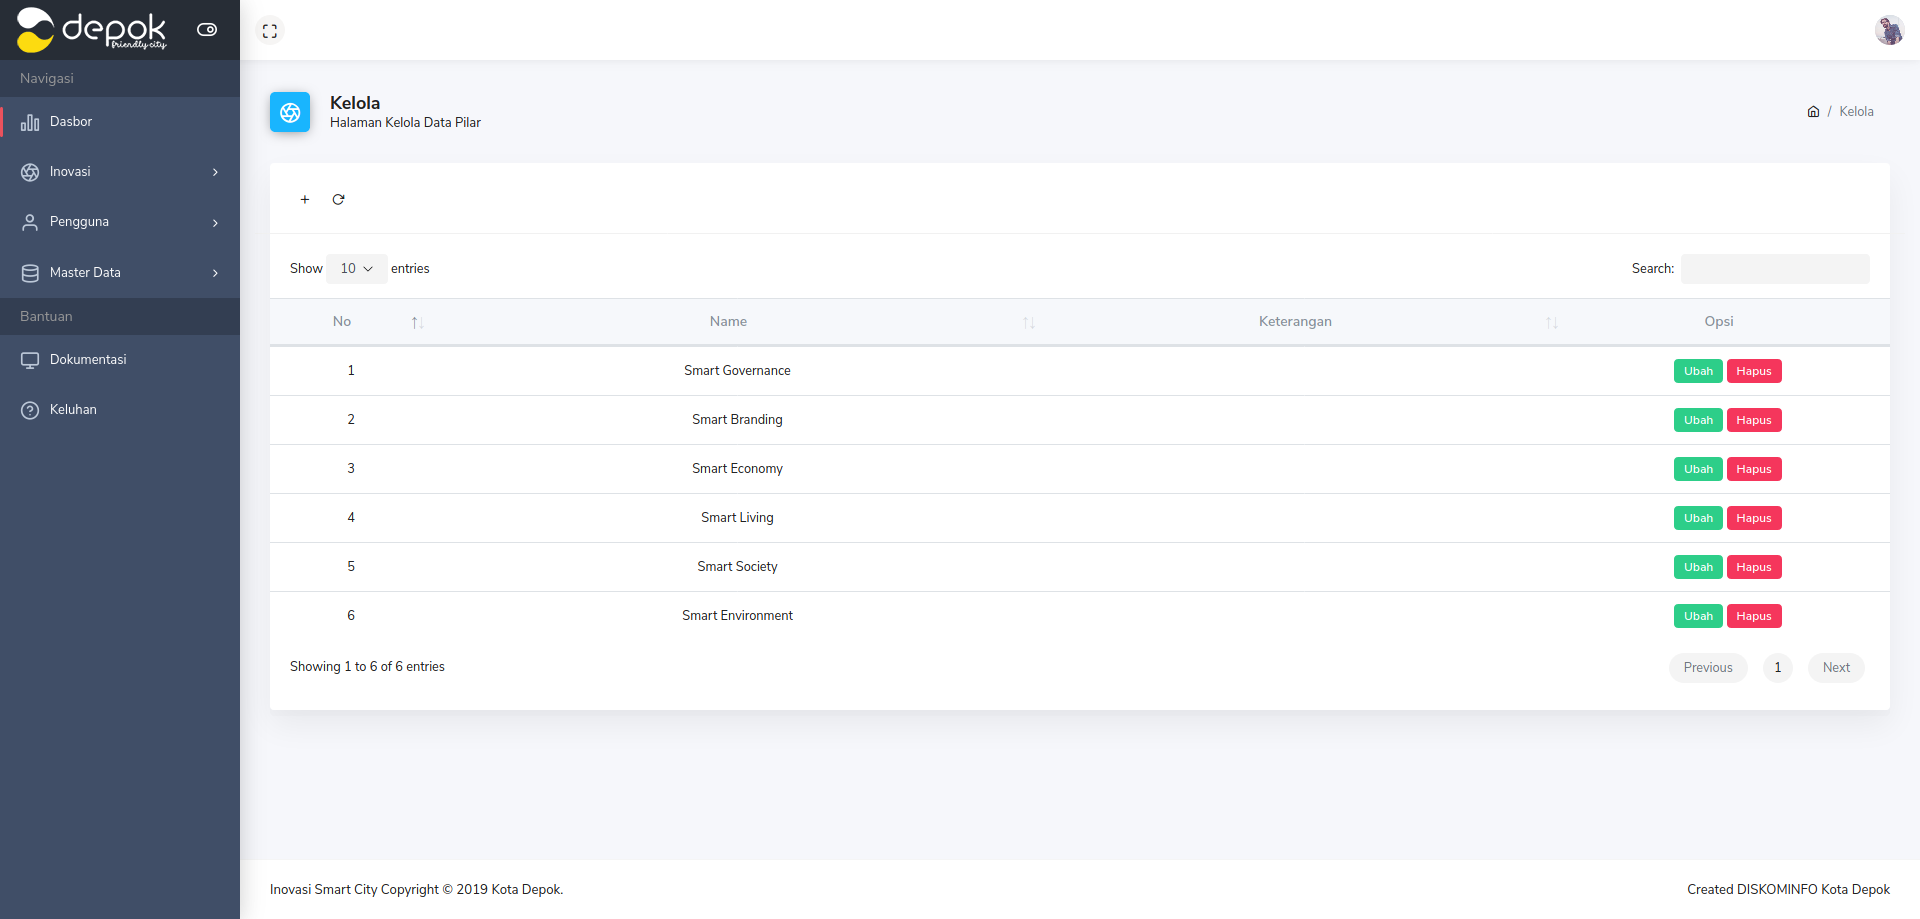 depok
friendly city
Navigasi
Dasbor
Inovasi
Pengguna
Master Data
Bantuan
Dokumentasi
Keluhan
Kelola
Halaman Kelola Data Pilar
/ Kelola
+
Show 10 entries
Search:
No Name Keterangan Opsi
1 Smart Governance Ubah Hapus
2 Smart Branding Ubah Hapus
3 Smart Economy Ubah Hapus
4 Smart Living Ubah Hapus
5 Smart Society Ubah Hapus
6 Smart Environment Ubah Hapus
Showing 1 to 6 of 6 entries
Previous 1 Next
Inovasi Smart City Copyright © 2019 Kota Depok.
Created DISKOMINFO Kota Depok